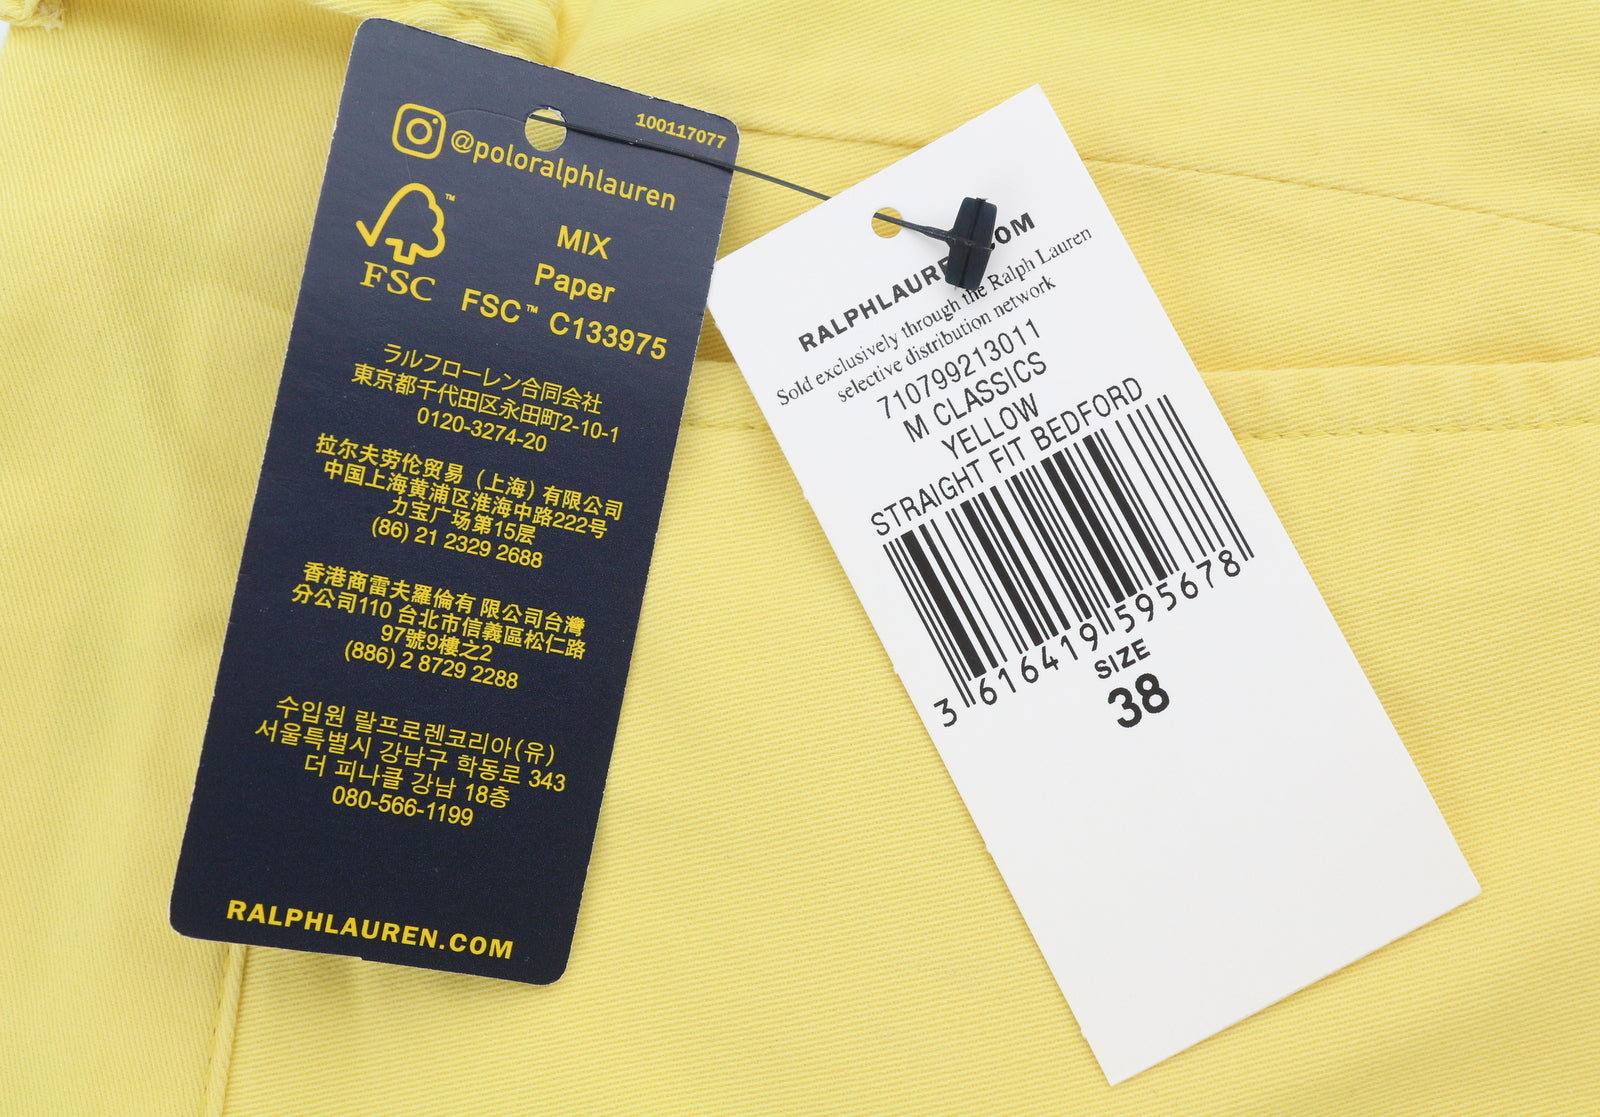 100117077
@poloralphlauren
FSC™
MIX
Paper
FSC™ C133975
ラルフローレン合同会社
東京都千代田区永田町2-10-1
0120-3274-20
拉尔夫劳伦贸易（上海）有限公司
中国上海黄浦区淮海中路222号
力宝广场第15层
(86) 21 2329 2688
香港商雷夫羅倫有限公司台灣
分公司110 台北市信義區松仁路
97號9樓之2
(886) 2 8729 2288
수입원 랄프로렌코리아(유)
서울특별시 강남구 학동로 343
더 피나클 강남 18층
080-566-1199
RALPHLAUREN.COM
RALPHLAUREN.COM
Sold exclusively through the Ralph Lauren
selective distribution network
710799213011
M CLASSICS
YELLOW
STRAIGHT FIT BEDFORD
3 616419 595678
SIZE
38